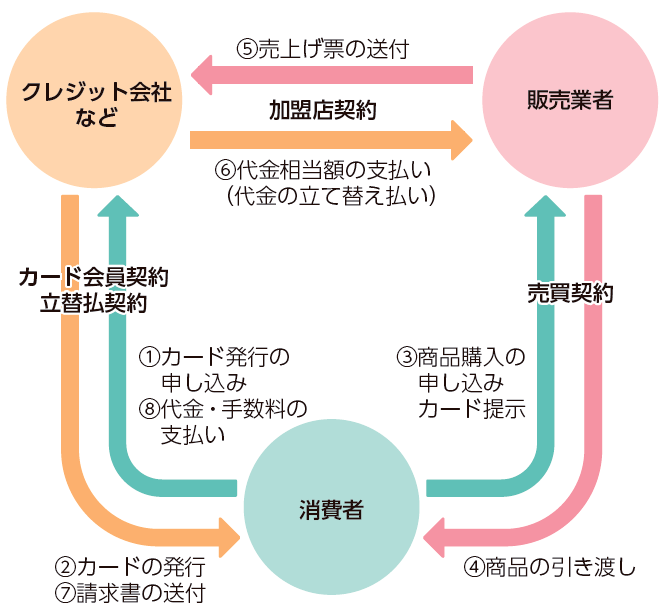 ⑤売上げ票の送付
クレジット会社
など
加盟店契約
販売業者
⑥代金相当額の支払い
（代金の立て替え払い）
カード会員契約
立替払契約
売買契約
①カード発行の
申し込み
⑧代金・手数料の
支払い
③商品購入の
申し込み
カード提示
消費者
②カードの発行
⑦請求書の送付
④商品の引き渡し